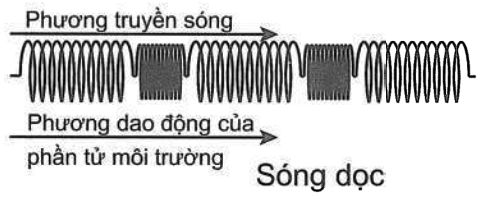 Phương truyền sóng
Phương dao động của
phần tử môi trường
Sóng dọc